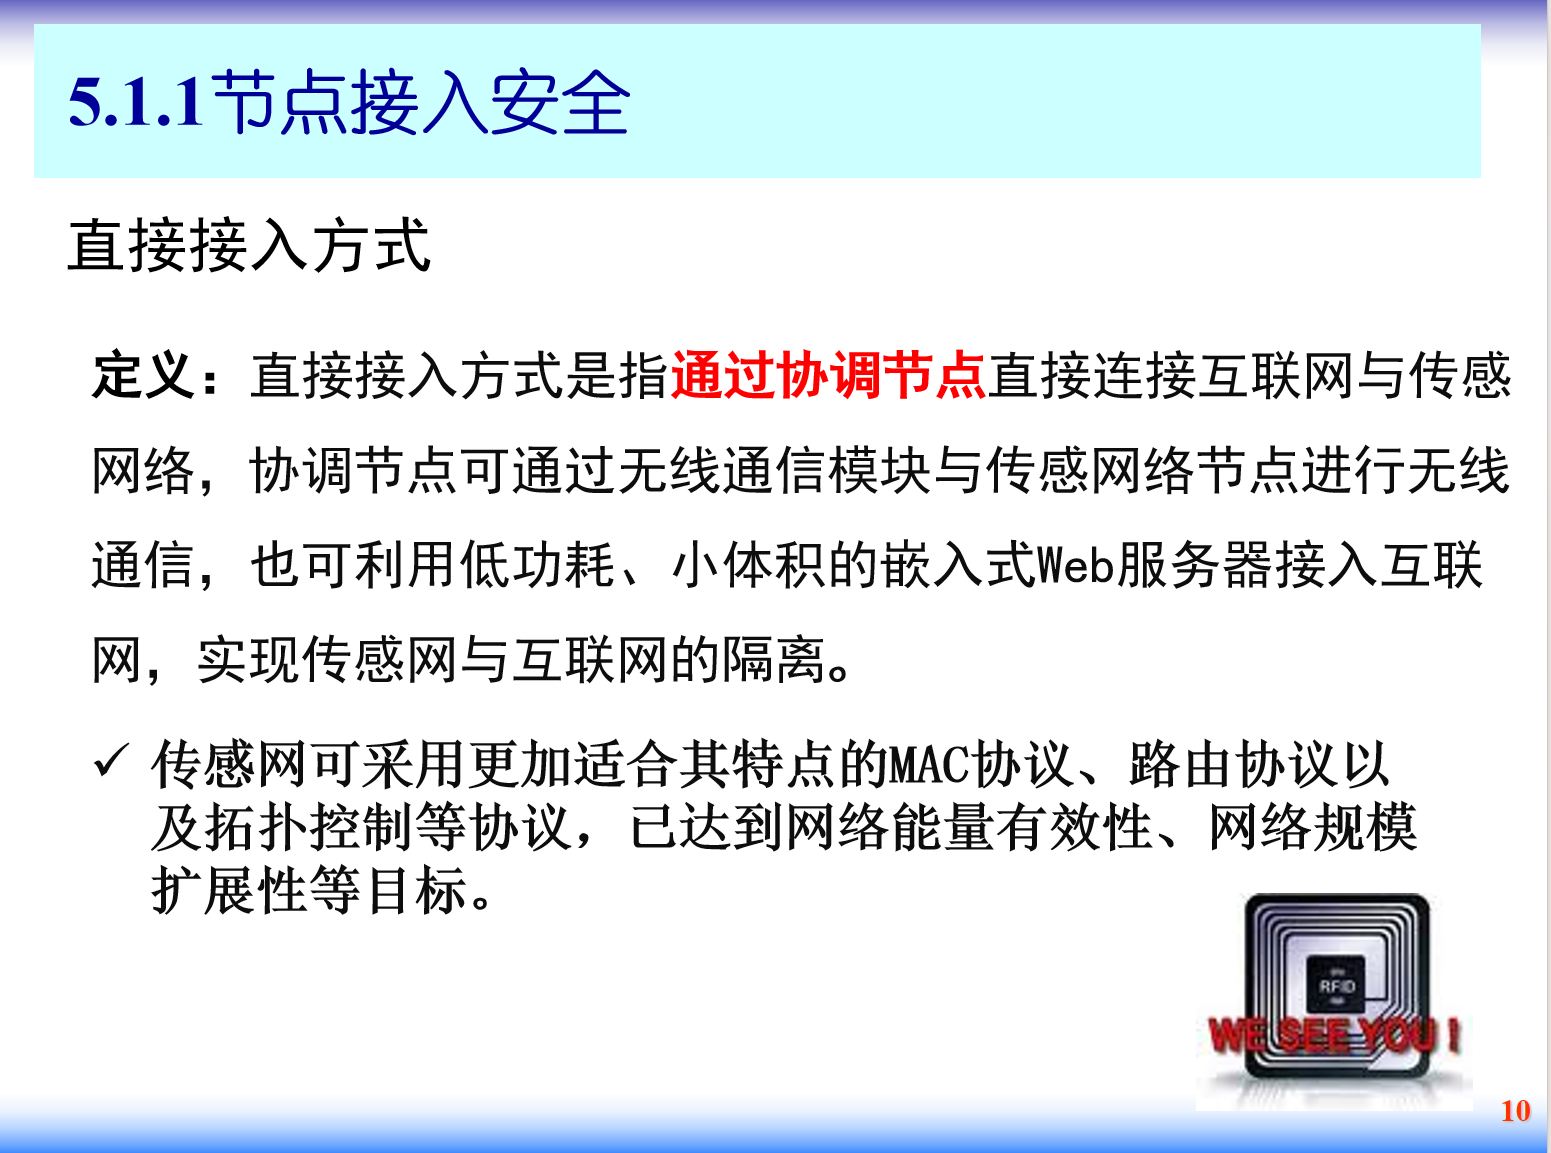 5.1.1节点接入安全
直接接入方式
定义：直接接入方式是指通过协调节点直接连接互联网与传感
网络，协调节点可通过无线通信模块与传感网络节点进行无线
通信，也可利用低功耗、小体积的嵌入式Web服务器接入互联
网，实现传感网与互联网的隔离。
✓ 传感网可采用更加适合其特点的MAC协议、路由协议以
及拓扑控制等协议，已达到网络能量有效性、网络规模
扩展性等目标。
RFID
WE SEE YOU !
10